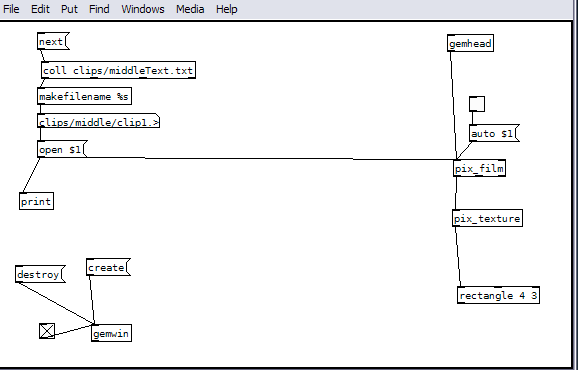 File Edit Put Find Windows Media Help
next
gemhead
coll clips/middleText.txt
makefilename %s
clips/middle/clip1.>
auto $1
open $1
pix_film
print
pix_texture
create
destroy
rectangle 4 3
gemwin